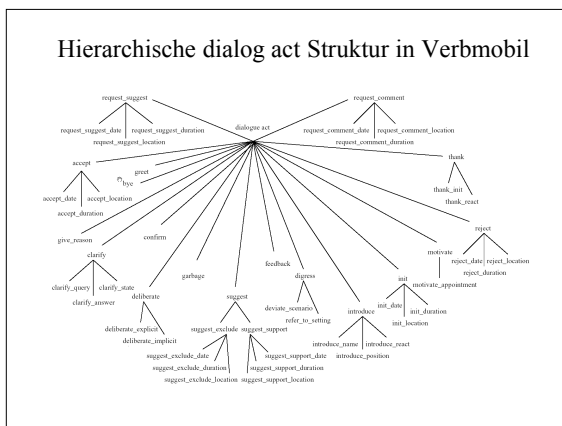 Hierarchische dialog act Struktur in Verbmobil
request_suggest
request_comment
request_suggest_date request_suggest_duration
request_suggest_location
dialogue act
request_comment_date request_comment_location
request_comment_duration
accept
greet
bye
thank
accept_date accept_location
accept_duration
thank_init
thank_react
give_reason
confirm
reject
clarify
motivate
reject_date reject_location
reject_duration
clarify_query clarify_state
clarify_answer
garbage
feedback
digress
init
motivate_appointment
deliberate
suggest
deviate_scenario
refer_to_setting
introduce
init_date init_duration
init_location
deliberate_explicit
deliberate_implicit
suggest_exclude suggest_support
introduce_name introduce_react
introduce_position
suggest_exclude_date suggest_support_date
suggest_exclude_duration suggest_support_duration
suggest_exclude_location suggest_support_location